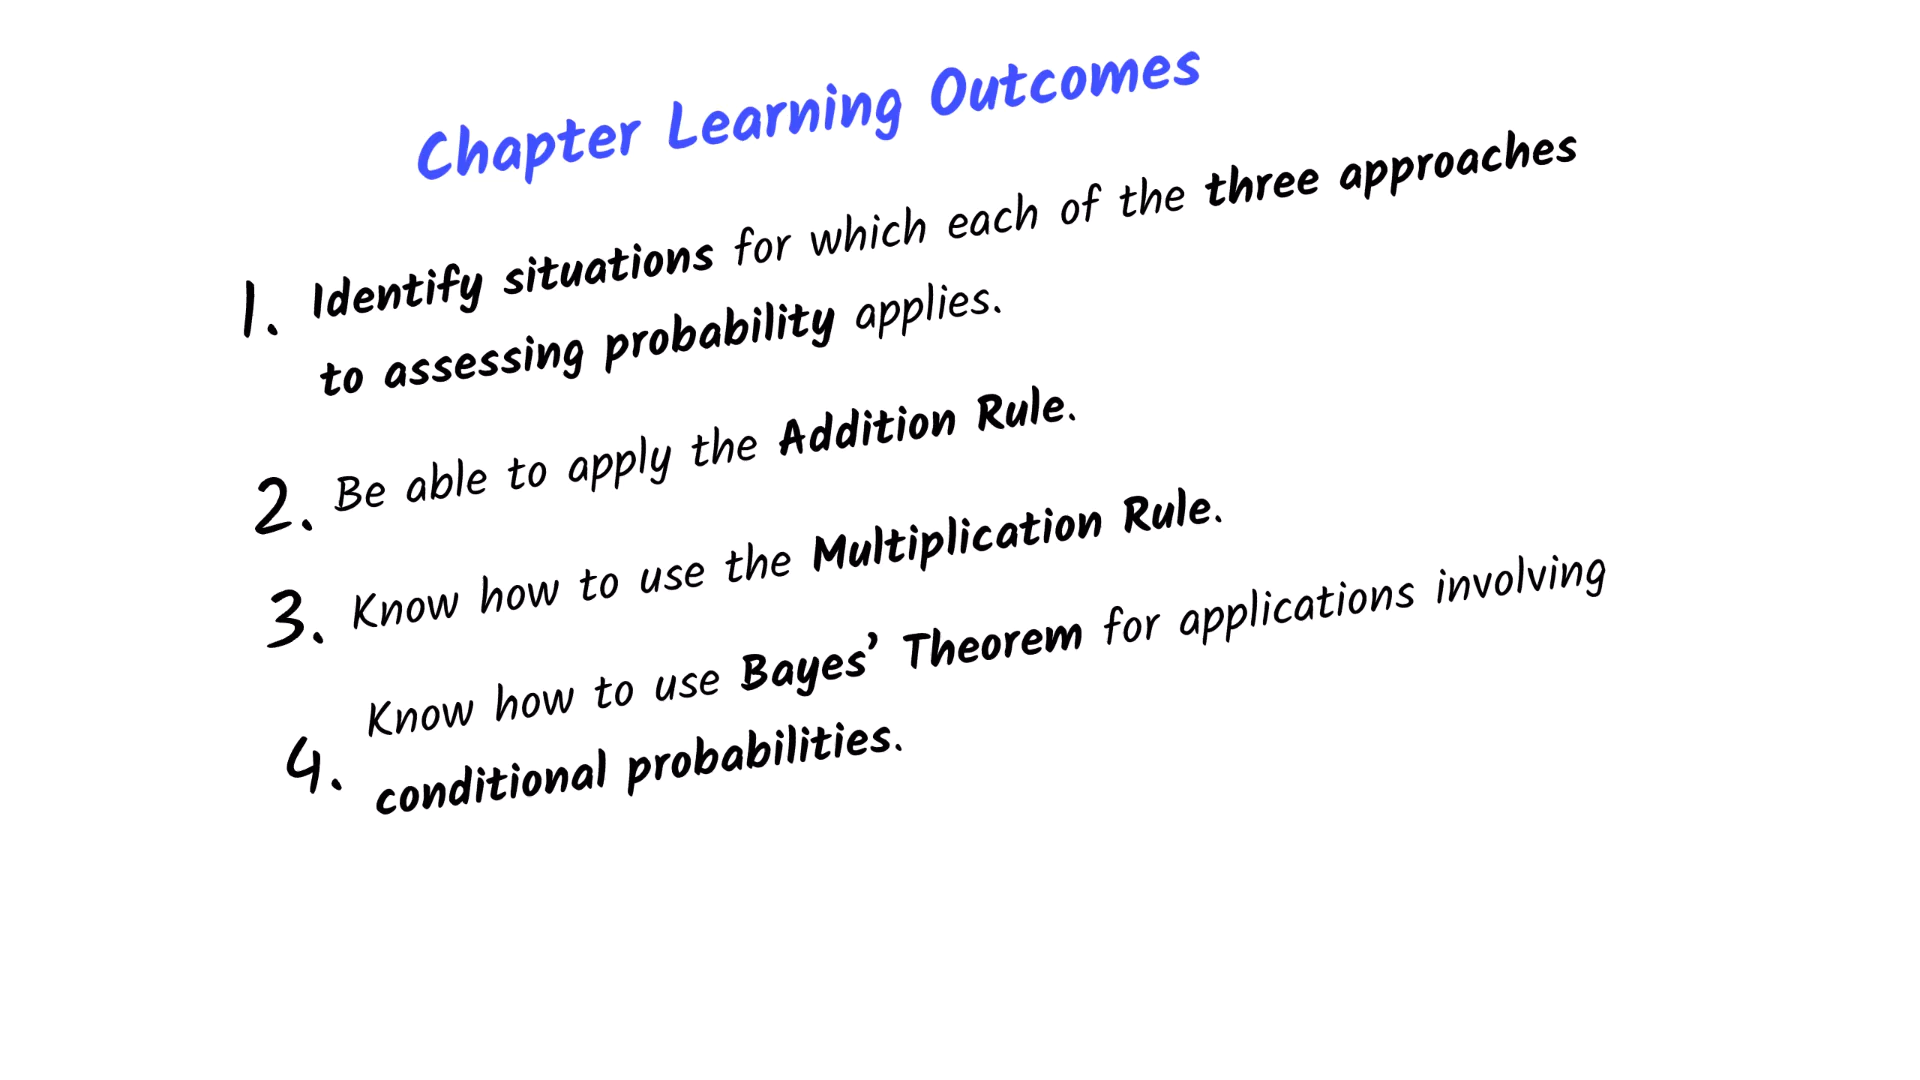 Chapter Learning Outcomes
1. Identify situations for which each of the three approaches
to assessing probability applies.
2. Be able to apply the Addition Rule.
3. Know how to use the Multiplication Rule.
4. Know how to use Bayes’ Theorem for applications involving
conditional probabilities.